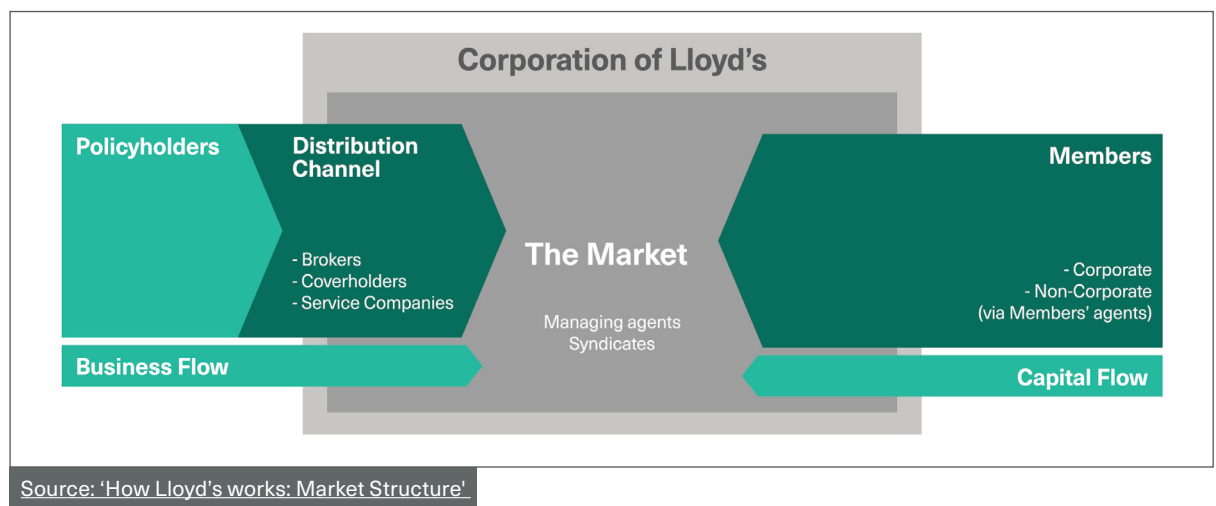 Corporation of Lloyd’s
Policyholders
Distribution
Channel
- Brokers
- Coverholders
- Service Companies
Business Flow
The Market
Managing agents
Syndicates
Members
- Corporate
- Non-Corporate
(via Members’ agents)
Capital Flow
Source: ‘How Lloyd’s works: Market Structure'